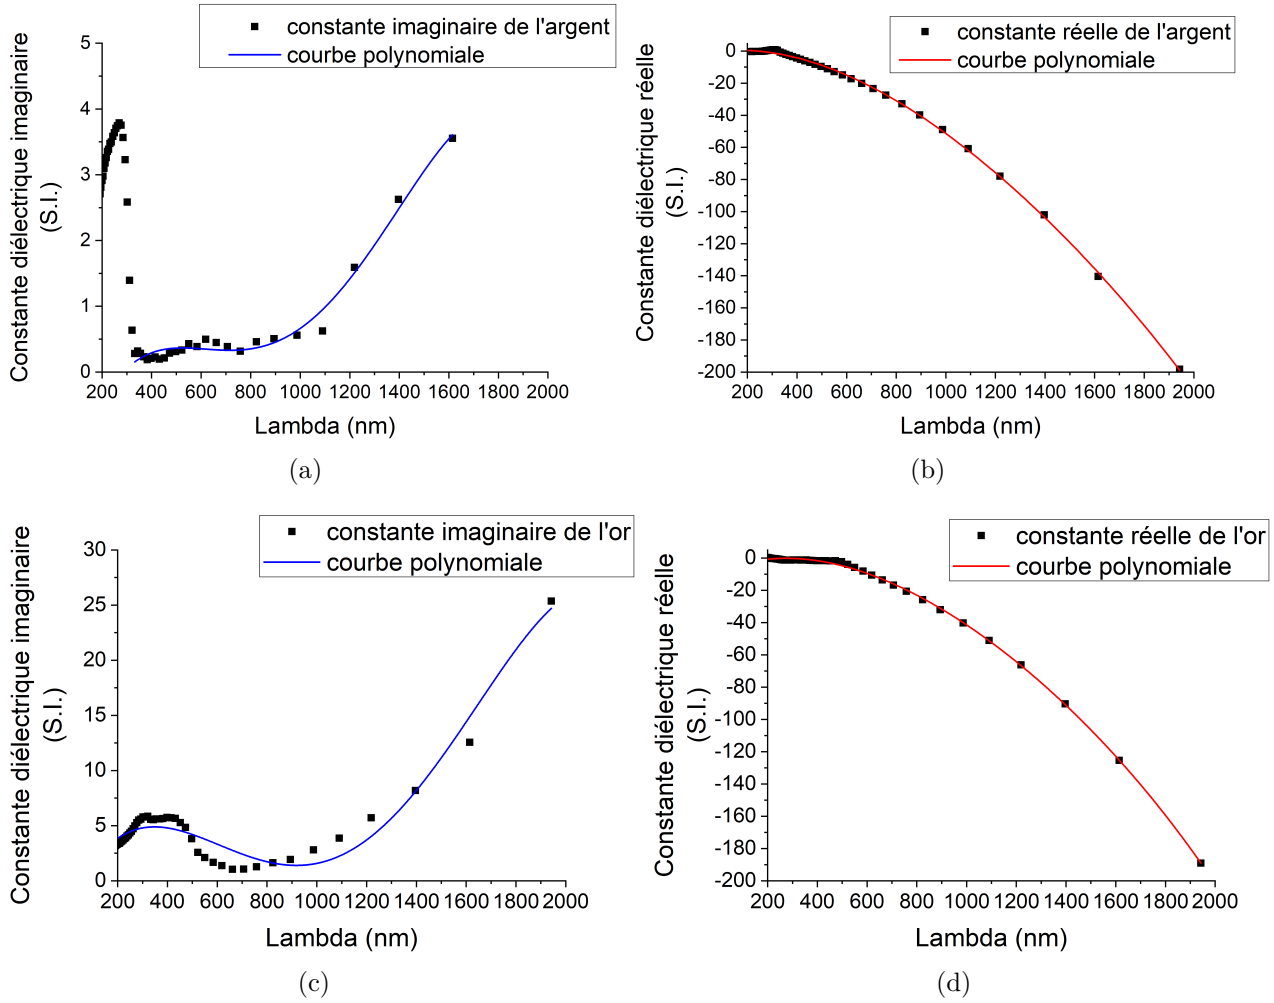 constante imaginaire de l'argent
courbe polynomiale
Constante diélectrique imaginaire
(S.I.)
5
4
3
2
1
0
200 400 600 800 1000 1200 1400 1600 1800 2000
Lambda (nm)
(a)
constante réelle de l'argent
courbe polynomiale
Constante diélectrique réelle
(S.I.)
0
-20
-40
-60
-80
-100
-120
-140
-160
-180
-200
200 400 600 800 1000 1200 1400 1600 1800 2000
Lambda (nm)
(b)
constante imaginaire de l'or
courbe polynomiale
Constante diélectrique imaginaire
(S.I.)
30
25
20
15
10
5
0
200 400 600 800 1000 1200 1400 1600 1800 2000
Lambda (nm)
(c)
constante réelle de l'or
courbe polynomiale
Constante diélectrique réelle
(S.I.)
0
-20
-40
-60
-80
-100
-120
-140
-160
-180
-200
200 400 600 800 1000 1200 1400 1600 1800 2000
Lambda (nm)
(d)